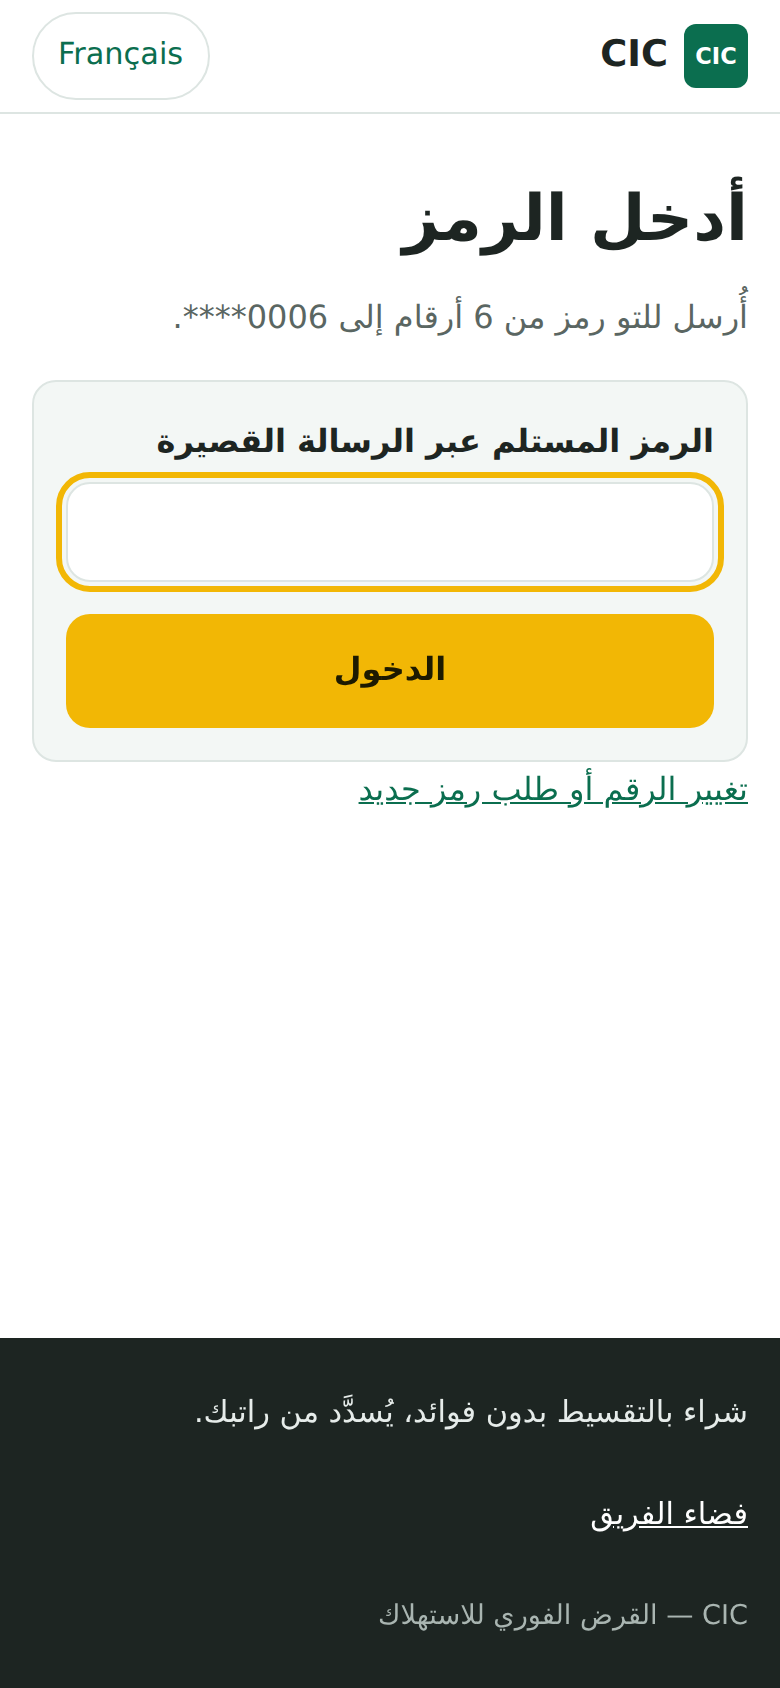 CIC CIC
Français
أدخل الرمز
أُرسل للتو رمز من 6 أرقام إلى ****0006.
الرمز المستلم عبر الرسالة القصيرة
الدخول
تغيير الرقم أو طلب رمز جديد
شراء بالتقسيط بدون فوائد، يُسدَّد من راتبك.
فضاء الفريق
CIC — القرض الفوري للاستهلاك